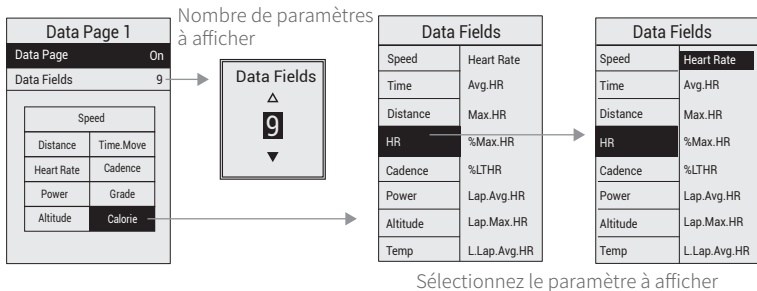 Nombre de paramètres
à afficher
Data Page 1
Data Page On
Data Fields 9
Speed
Distance Time.Move
Heart Rate Cadence
Power Grade
Altitude Calorie
Data Fields
9
Data Fields
Speed Heart Rate
Time Avg.HR
Distance Max.HR
HR %Max.HR
Cadence %LTHR
Power Lap.Avg.HR
Altitude Lap.Max.HR
Temp L.Lap.Avg.HR
Data Fields
Speed Heart Rate
Time Avg.HR
Distance Max.HR
HR %Max.HR
Cadence %LTHR
Power Lap.Avg.HR
Altitude Lap.Max.HR
Temp L.Lap.Avg.HR
Sélectionnez le paramètre à afficher